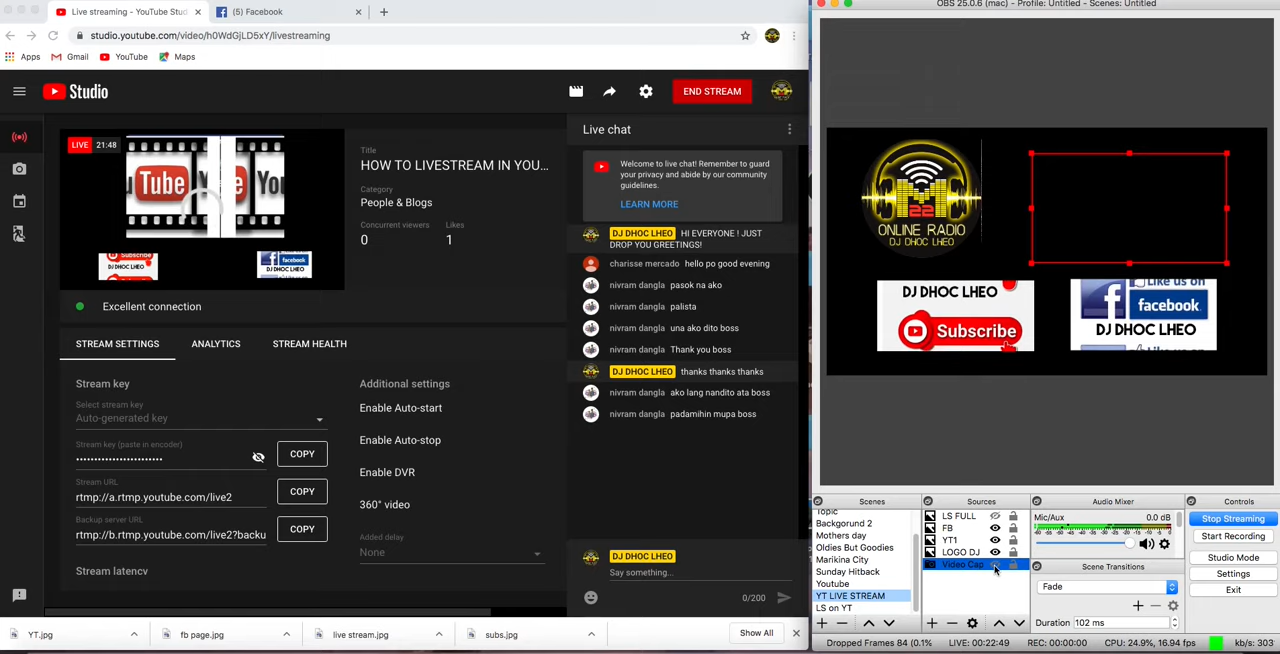 Live streaming - YouTube Stud
(5) Facebook
studio.youtube.com/video/h0WdGjLD5xY/livestreaming
Apps
Gmail
YouTube
Maps
Studio
END STREAM
LIVE 21:48
Tube
You
Subscribe
DJ DHOC LHEO
facebook
DJ DHOC LHEO
Title
HOW TO LIVESTREAM IN YOU...
Category
People & Blogs
Concurrent viewers
0
Likes
1
Excellent connection
STREAM SETTINGS
ANALYTICS
STREAM HEALTH
Stream key
Select stream key
Auto-generated key
Stream key (paste in encoder)
•••••••••••••••••••••••
COPY
Stream URL
rtmp://a.rtmp.youtube.com/live2
COPY
Backup server URL
rtmp://b.rtmp.youtube.com/live2?backu
COPY
Stream latency
Additional settings
Enable Auto-start
Enable Auto-stop
Enable DVR
360° video
Added delay
None
Live chat
Welcome to live chat! Remember to guard
your privacy and abide by our community
guidelines.
LEARN MORE
DJ DHOC LHEO HI EVERYONE ! JUST
DROP YOU GREETINGS!
charisse mercado hello po good evening
nivram dangla pasok na ako
nivram dangla palista
nivram dangla una ako dito boss
nivram dangla Thank you boss
DJ DHOC LHEO thanks thanks thanks
nivram dangla ako lang nandito ata boss
nivram dangla padamihin mupa boss
DJ DHOC LHEO
Say something...
0/200
YT.jpg
fb page.jpg
live stream.jpg
subs.jpg
Show All
OBS 25.0.6 (mac) - Profile: Untitled - Scenes: Untitled
M
22
ONLINE RADIO
DJ DHOC LHEO
DJ DHOC LHEO
Subscribe
Like us on
facebook
DJ DHOC LHEO
Scenes
Topic
Backgorund 2
Mothers day
Oldies But Goodies
Marikina City
Sunday Hitback
Youtube
YT LIVE STREAM
LS on YT
Sources
LS FULL
FB
YT1
LOGO DJ
Video Cap
Audio Mixer
Mic/Aux
0.0 dB
Scene Transitions
Fade
Duration 102 ms
Controls
Stop Streaming
Start Recording
Studio Mode
Settings
Exit
Dropped Frames 84 (0.1%
LIVE: 00:22:49
REC: 00:00:00
CPU: 24.9%, 16.94 fps
kb/s: 303